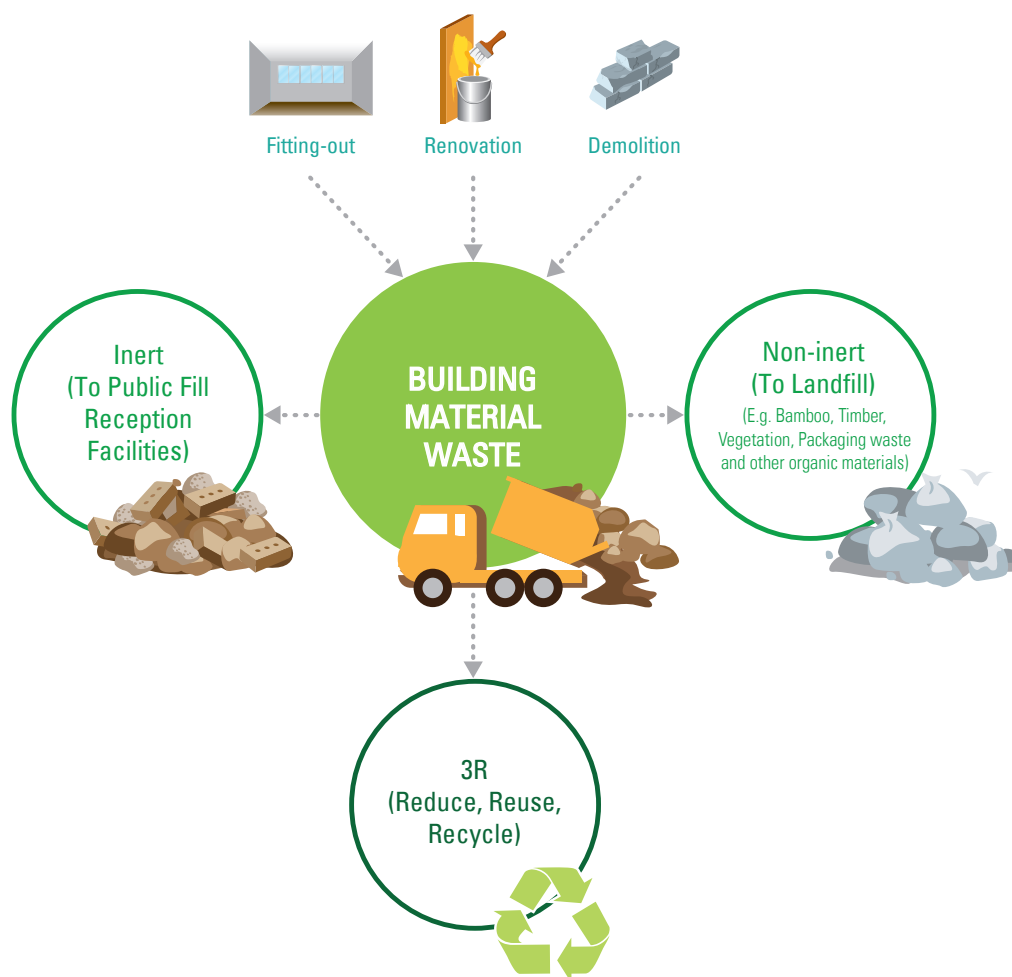 Fitting-out
Renovation
Demolition
BUILDING
MATERIAL
WASTE
Inert
(To Public Fill
Reception
Facilities)
Non-inert
(To Landfill)
(E.g. Bamboo, Timber,
Vegetation, Packaging waste
and other organic materials)
3R
(Reduce, Reuse,
Recycle)